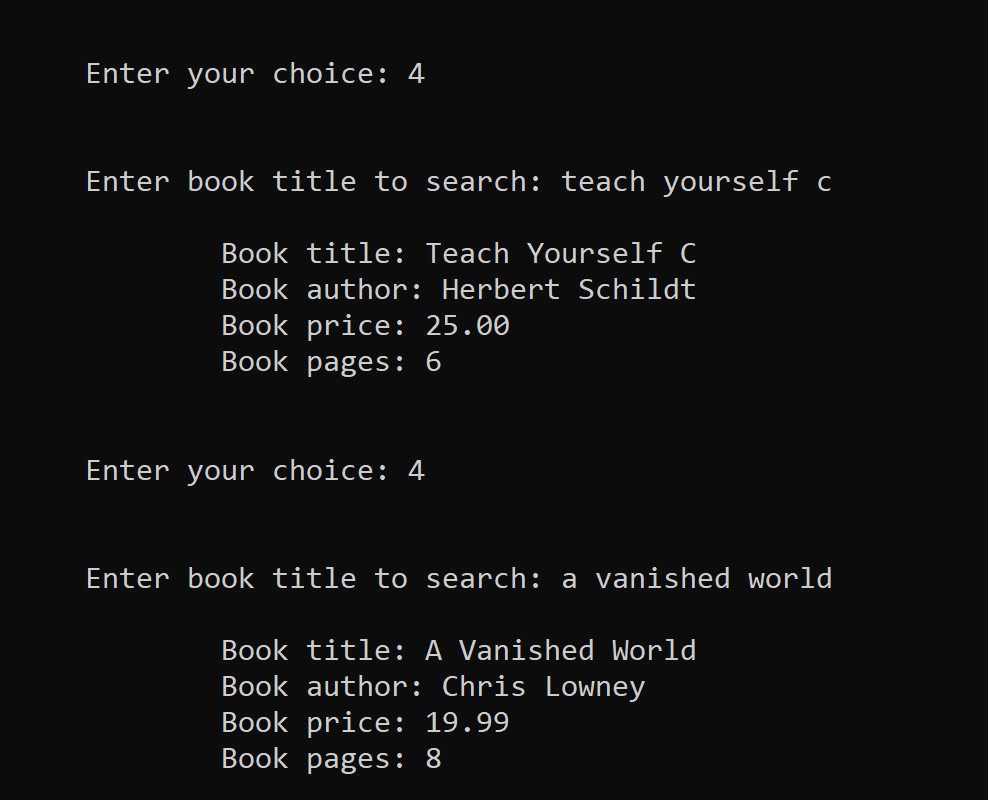 Enter your choice: 4
Enter book title to search: teach yourself c
Book title: Teach Yourself C
Book author: Herbert Schildt
Book price: 25.00
Book pages: 6
Enter your choice: 4
Enter book title to search: a vanished world
Book title: A Vanished World
Book author: Chris Lowney
Book price: 19.99
Book pages: 8